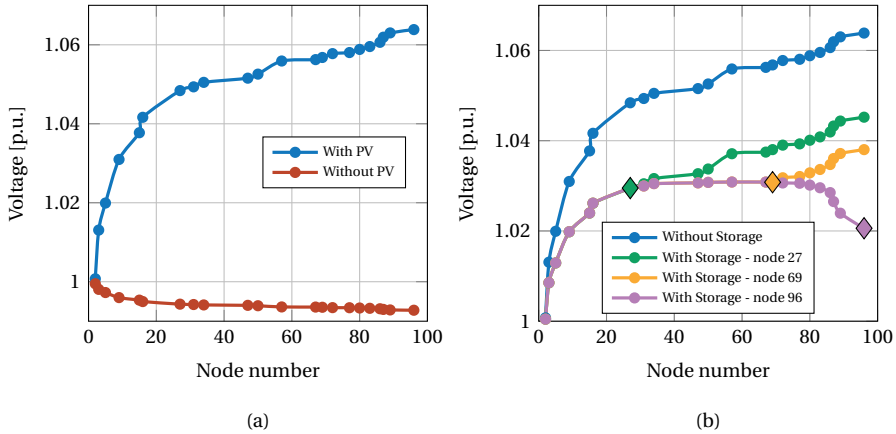 1.06
1.04
1.02
1
0 20 40 60 80 100
Voltage [p.u.]
Node number
With PV
Without PV
(a)
1.06
1.04
1.02
1
0 20 40 60 80 100
Voltage [p.u.]
Node number
Without Storage
With Storage - node 27
With Storage - node 69
With Storage - node 96
(b)